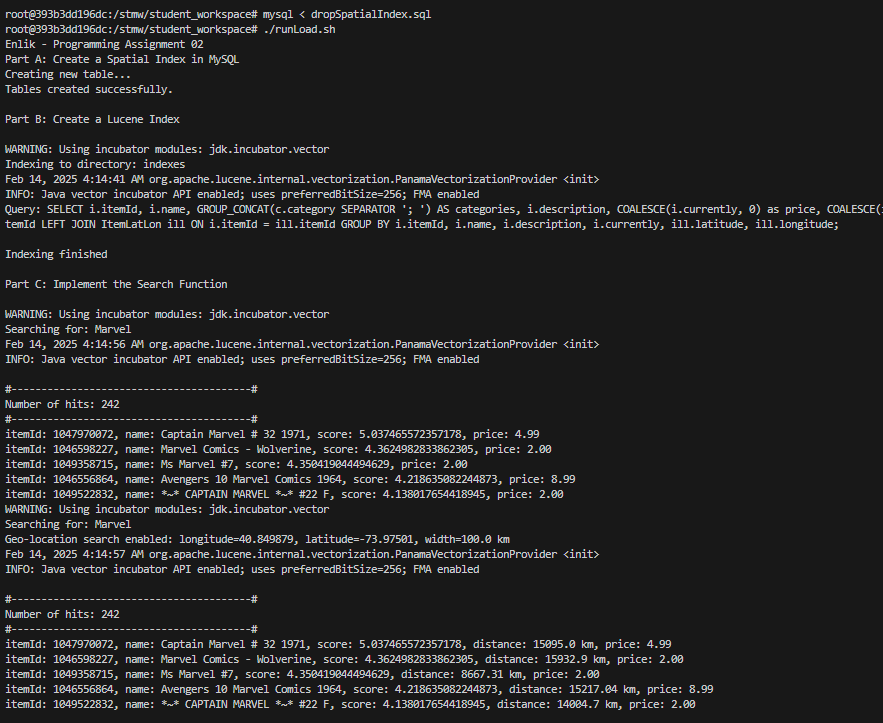 root@393b3dd196dc:/stmw/student_workspace# mysql < dropSpatialIndex.sql
root@393b3dd196dc:/stmw/student_workspace# ./runLoad.sh
Enlik - Programming Assignment 02
Part A: Create a Spatial Index in MySQL
Creating new table...
Tables created successfully.
Part B: Create a Lucene Index
WARNING: Using incubator modules: jdk.incubator.vector
Indexing to directory: indexes
Feb 14, 2025 4:14:41 AM org.apache.lucene.internal.vectorization.PanamaVectorizationProvider <init>
INFO: Java vector incubator API enabled; uses preferredBitSize=256; FMA enabled
Query: SELECT i.itemId, i.name, GROUP_CONCAT(c.category SEPARATOR '; ') AS categories, i.description, COALESCE(i.currently, 0) as price, COALESCE(
temId LEFT JOIN ItemLatLon ill ON i.itemId = ill.itemId GROUP BY i.itemId, i.name, i.description, i.currently, ill.latitude, ill.longitude;
Indexing finished
Part C: Implement the Search Function
WARNING: Using incubator modules: jdk.incubator.vector
Searching for: Marvel
Feb 14, 2025 4:14:56 AM org.apache.lucene.internal.vectorization.PanamaVectorizationProvider <init>
INFO: Java vector incubator API enabled; uses preferredBitSize=256; FMA enabled
#----------------------------------------#
Number of hits: 242
#----------------------------------------#
itemId: 1047970072, name: Captain Marvel # 32 1971, score: 5.037465572357178, price: 4.99
itemId: 1046598227, name: Marvel Comics - Wolverine, score: 4.3624982833862305, price: 2.00
itemId: 1049358715, name: Ms Marvel #7, score: 4.350419044494629, price: 2.00
itemId: 1046556864, name: Avengers 10 Marvel Comics 1964, score: 4.218635082244873, price: 8.99
itemId: 1049522832, name: *~* CAPTAIN MARVEL *~* #22 F, score: 4.138017654418945, price: 2.00
WARNING: Using incubator modules: jdk.incubator.vector
Searching for: Marvel
Geo-location search enabled: longitude=40.849879, latitude=-73.97501, width=100.0 km
Feb 14, 2025 4:14:57 AM org.apache.lucene.internal.vectorization.PanamaVectorizationProvider <init>
INFO: Java vector incubator API enabled; uses preferredBitSize=256; FMA enabled
#----------------------------------------#
Number of hits: 242
#----------------------------------------#
itemId: 1047970072, name: Captain Marvel # 32 1971, score: 5.037465572357178, distance: 15095.0 km, price: 4.99
itemId: 1046598227, name: Marvel Comics - Wolverine, score: 4.3624982833862305, distance: 15932.9 km, price: 2.00
itemId: 1049358715, name: Ms Marvel #7, score: 4.350419044494629, distance: 8667.31 km, price: 2.00
itemId: 1046556864, name: Avengers 10 Marvel Comics 1964, score: 4.218635082244873, distance: 15217.04 km, price: 8.99
itemId: 1049522832, name: *~* CAPTAIN MARVEL *~* #22 F, score: 4.138017654418945, distance: 14004.7 km, price: 2.00